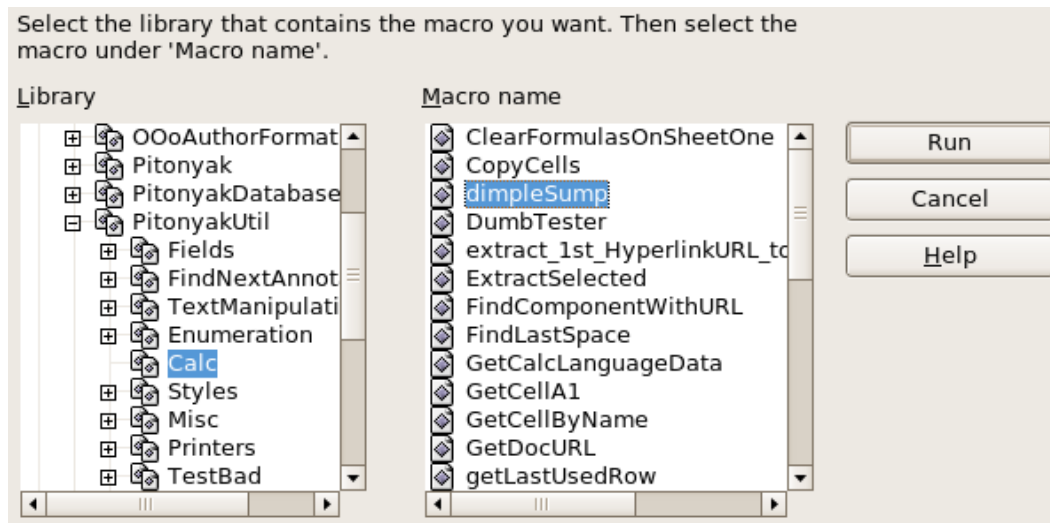 Select the library that contains the macro you want. Then select the
macro under 'Macro name'.
Library
Macro name
OOoAuthorFormat
Pitonyak
PitonyakDatabase
PitonyakUtil
Fields
FindNextAnnot
TextManipulati
Enumeration
Calc
Styles
Misc
Printers
TestBad
ClearFormulasOnSheetOne
CopyCells
dimpleSump
DumbTester
extract_1st_HyperlinkURL_to
ExtractSelected
FindComponentWithURL
FindLastSpace
GetCalcLanguageData
GetCellA1
GetCellByName
GetDocURL
getLastUsedRow
Run
Cancel
Help